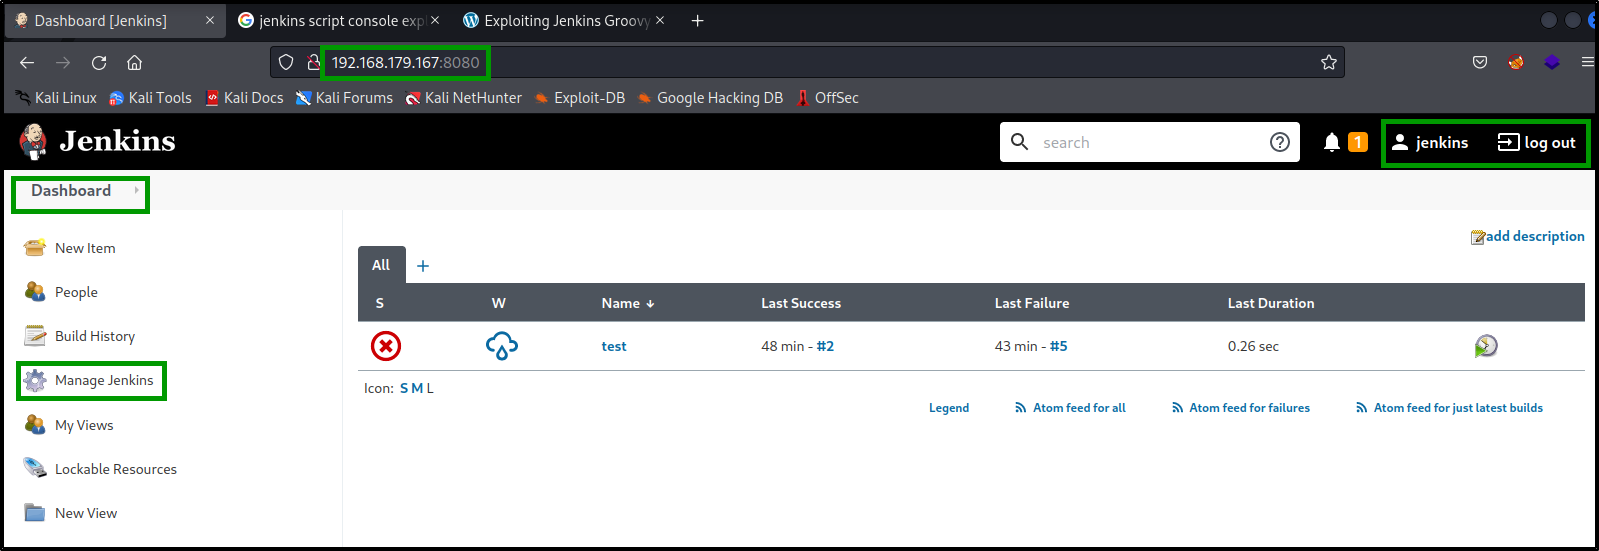 Dashboard [Jenkins]
jenkins script console exp
Exploiting Jenkins Groovy
192.168.179.167:8080
Kali Linux
Kali Tools
Kali Docs
Kali Forums
Kali NetHunter
Exploit-DB
Google Hacking DB
OffSec
Jenkins
search
1
jenkins
log out
Dashboard
New Item
People
Build History
Manage Jenkins
My Views
Lockable Resources
New View
add description
All
S W Name ↓ Last Success Last Failure Last Duration
test 48 min - #2 43 min - #5 0.26 sec
Icon: S M L
Legend Atom feed for all Atom feed for failures Atom feed for just latest builds